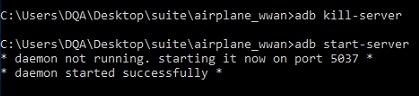 C:\Users\DQA\Desktop\suite\airplane_wwan>adb kill-server
C:\Users\DQA\Desktop\suite\airplane_wwan>adb start-server
* daemon not running. starting it now on port 5037 *
* daemon started successfully *